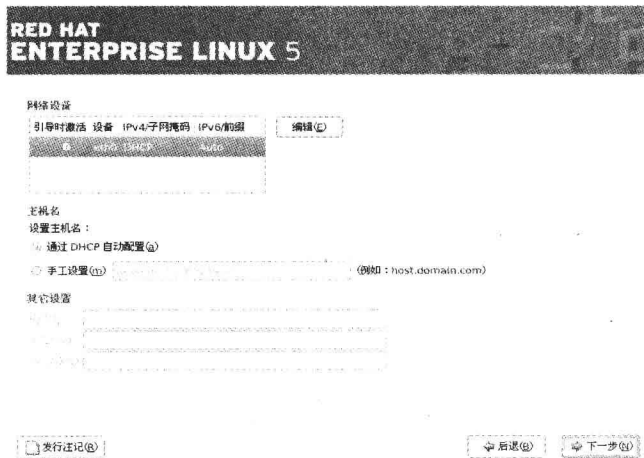 RED HAT
ENTERPRISE LINUX 5
网络设备
引导时激活 设备 IPv4/子网掩码 IPv6/前缀
编辑(E)
eth0 DHCP Auto
主机名
设置主机名：
通过 DHCP 自动配置(a)
手工设置(m) (例如：host.domain.com)
其它设置
发行注记(R)
后退(B)
下一步(N)